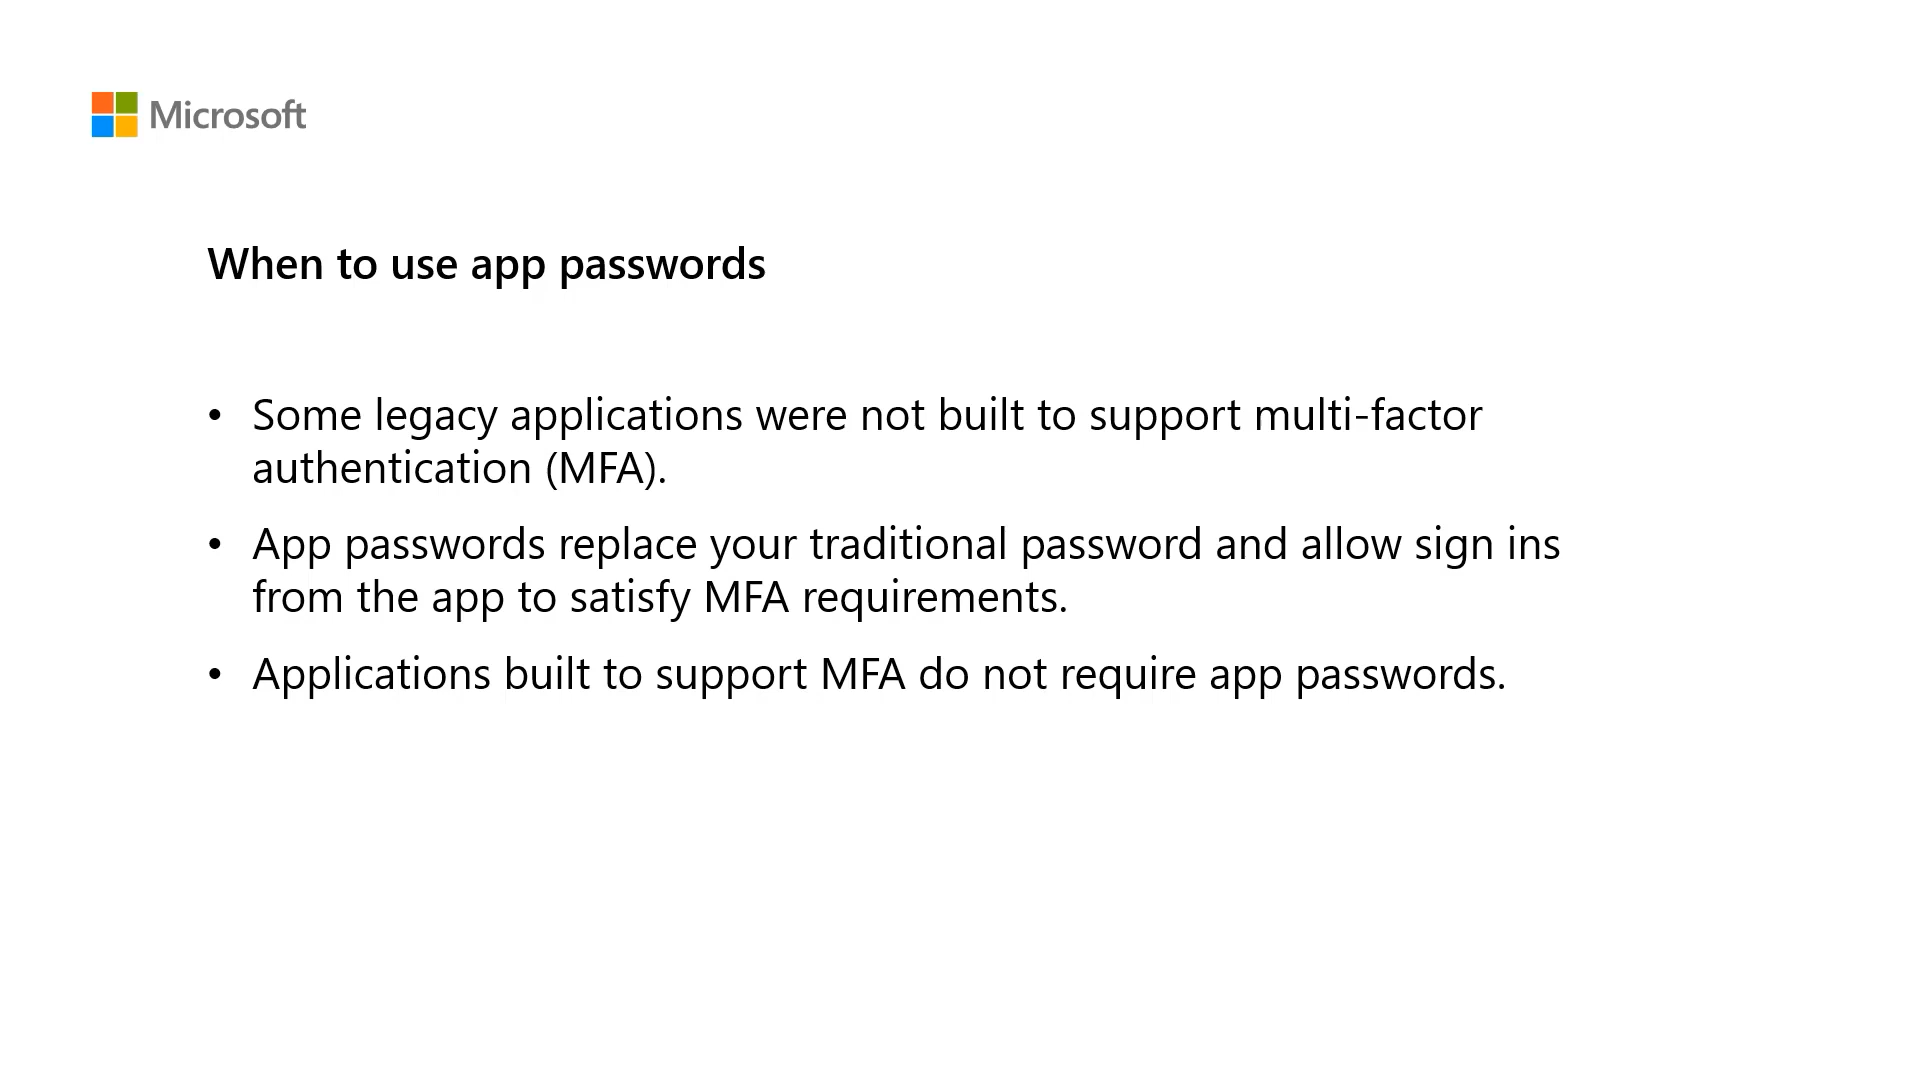 Microsoft
When to use app passwords
• Some legacy applications were not built to support multi-factor
authentication (MFA).
• App passwords replace your traditional password and allow sign ins
from the app to satisfy MFA requirements.
• Applications built to support MFA do not require app passwords.